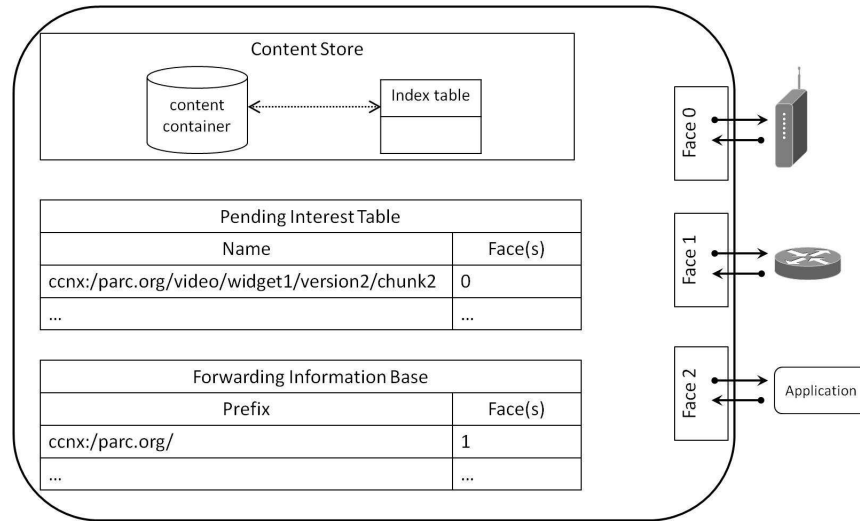 Content Store
content
container
Index table
Face 0
Pending Interest Table
Name Face(s)
ccnx:/parc.org/video/widget1/version2/chunk2 0
... ...
Face 1
Forwarding Information Base
Prefix Face(s)
ccnx:/parc.org/ 1
... ...
Face 2
Application